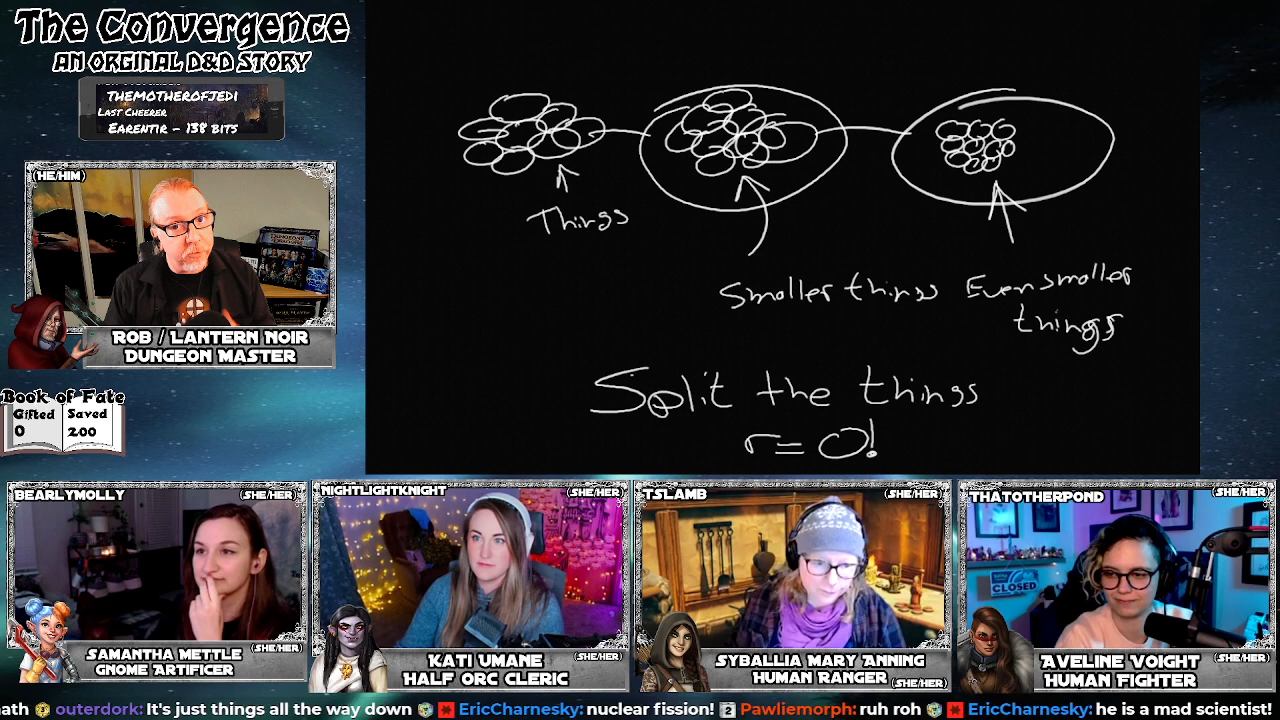 The Convergence
AN ORGINAL D&D STORY
THEMOTHEROFJEDI
LAST CHEERER
EARENTIR - 138 BITS
(HE/HIM)
ROB / LANTERN NOIR
DUNGEON MASTER
Book of Fate
Gifted
0
Saved
200
Things
Smaller things
Even smaller
things
Split the things
r=0!
BEARLYMOLLY
(SHE/HER)
SAMANTHA METTLE
(SHE/HER)
GNOME ARTIFICER
NIGHTLIGHTKNIGHT
(SHE/HER)
KATI UMANE
(SHE/HER)
HALF ORC CLERIC
TSLAMB
(SHE/HER)
SYBALLIA MARY ANNING
HUMAN RANGER
(SHE/HER)
THATOTHERPOND
(SHE/HER)
CLOSED
AVELINE VOIGHT
(SHE/HER)
HUMAN FIGHTER
ath outerdork: It's just things all the way down EricCharnesky: nuclear fission! Pawliemorph: ruh roh EricCharnesky: he is a mad scientist!